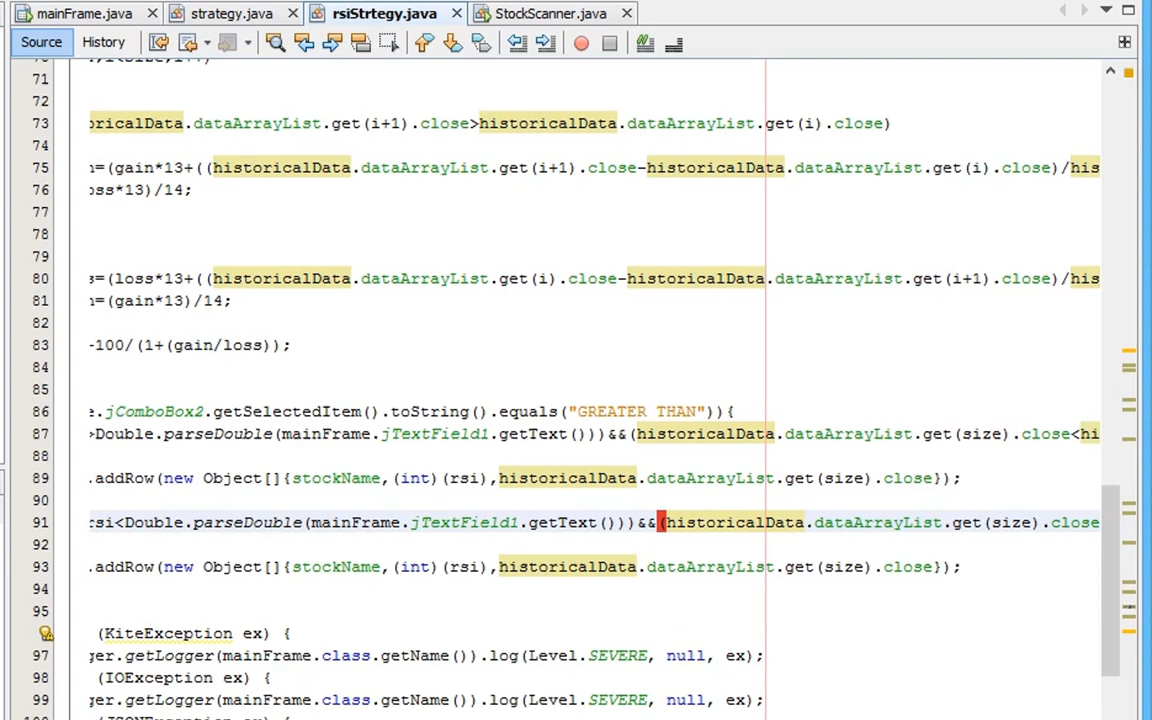 mainFrame.java strategy.java rsiStrtegy.java StockScanner.java
Source History
71
72
73 oricalData.dataArrayList.get(i+1).close>historicalData.dataArrayList.get(i).close)
74
75 n=(gain*13+((historicalData.dataArrayList.get(i+1).close-historicalData.dataArrayList.get(i).close)/his
76 oss*13)/14;
77
78
79
80 s=(loss*13+((historicalData.dataArrayList.get(i).close-historicalData.dataArrayList.get(i+1).close)/his
81 n=(gain*13)/14;
82
83 -100/(1+(gain/loss));
84
85
86 e.jComboBox2.getSelectedItem().toString().equals("GREATER THAN")){
87 >Double.parseDouble(mainFrame.jTextField1.getText()))&&(historicalData.dataArrayList.get(size).close<hi
88
89 .addRow(new Object[]{stockName,(int)(rsi),historicalData.dataArrayList.get(size).close});
90
91 rsi<Double.parseDouble(mainFrame.jTextField1.getText()))&&(historicalData.dataArrayList.get(size).close
92
93 .addRow(new Object[]{stockName,(int)(rsi),historicalData.dataArrayList.get(size).close});
94
95
(KiteException ex) {
97 ger.getLogger(mainFrame.class.getName()).log(Level.SEVERE, null, ex);
98 (IOException ex) {
99 ger.getLogger(mainFrame.class.getName()).log(Level.SEVERE, null, ex);